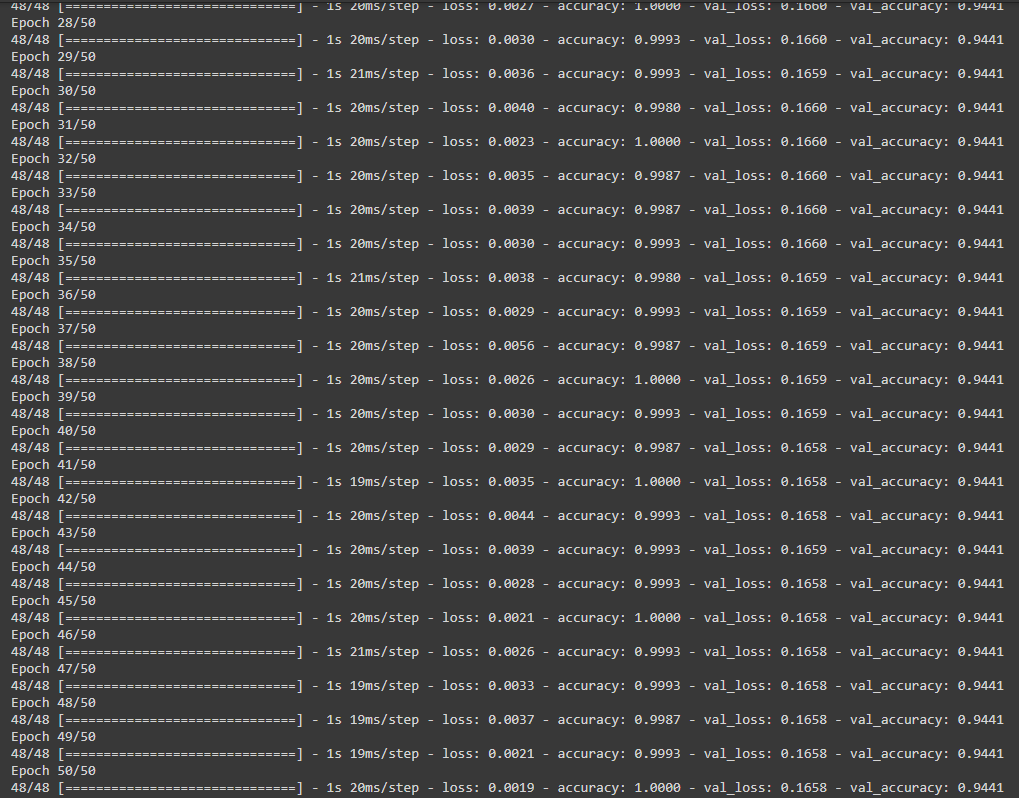 48/48 [==============================] - 1s 20ms/step - loss: 0.0027 - accuracy: 1.0000 - val_loss: 0.1660 - val_accuracy: 0.9441
Epoch 28/50
48/48 [==============================] - 1s 20ms/step - loss: 0.0030 - accuracy: 0.9993 - val_loss: 0.1660 - val_accuracy: 0.9441
Epoch 29/50
48/48 [==============================] - 1s 21ms/step - loss: 0.0036 - accuracy: 0.9993 - val_loss: 0.1659 - val_accuracy: 0.9441
Epoch 30/50
48/48 [==============================] - 1s 20ms/step - loss: 0.0040 - accuracy: 0.9980 - val_loss: 0.1660 - val_accuracy: 0.9441
Epoch 31/50
48/48 [==============================] - 1s 20ms/step - loss: 0.0023 - accuracy: 1.0000 - val_loss: 0.1660 - val_accuracy: 0.9441
Epoch 32/50
48/48 [==============================] - 1s 20ms/step - loss: 0.0035 - accuracy: 0.9987 - val_loss: 0.1660 - val_accuracy: 0.9441
Epoch 33/50
48/48 [==============================] - 1s 20ms/step - loss: 0.0039 - accuracy: 0.9987 - val_loss: 0.1660 - val_accuracy: 0.9441
Epoch 34/50
48/48 [==============================] - 1s 20ms/step - loss: 0.0030 - accuracy: 0.9993 - val_loss: 0.1660 - val_accuracy: 0.9441
Epoch 35/50
48/48 [==============================] - 1s 21ms/step - loss: 0.0038 - accuracy: 0.9980 - val_loss: 0.1659 - val_accuracy: 0.9441
Epoch 36/50
48/48 [==============================] - 1s 20ms/step - loss: 0.0029 - accuracy: 0.9993 - val_loss: 0.1659 - val_accuracy: 0.9441
Epoch 37/50
48/48 [==============================] - 1s 20ms/step - loss: 0.0056 - accuracy: 0.9987 - val_loss: 0.1659 - val_accuracy: 0.9441
Epoch 38/50
48/48 [==============================] - 1s 20ms/step - loss: 0.0026 - accuracy: 1.0000 - val_loss: 0.1659 - val_accuracy: 0.9441
Epoch 39/50
48/48 [==============================] - 1s 20ms/step - loss: 0.0030 - accuracy: 0.9993 - val_loss: 0.1659 - val_accuracy: 0.9441
Epoch 40/50
48/48 [==============================] - 1s 20ms/step - loss: 0.0029 - accuracy: 0.9987 - val_loss: 0.1658 - val_accuracy: 0.9441
Epoch 41/50
48/48 [==============================] - 1s 19ms/step - loss: 0.0035 - accuracy: 1.0000 - val_loss: 0.1658 - val_accuracy: 0.9441
Epoch 42/50
48/48 [==============================] - 1s 20ms/step - loss: 0.0044 - accuracy: 0.9993 - val_loss: 0.1658 - val_accuracy: 0.9441
Epoch 43/50
48/48 [==============================] - 1s 20ms/step - loss: 0.0039 - accuracy: 0.9993 - val_loss: 0.1659 - val_accuracy: 0.9441
Epoch 44/50
48/48 [==============================] - 1s 20ms/step - loss: 0.0028 - accuracy: 0.9993 - val_loss: 0.1658 - val_accuracy: 0.9441
Epoch 45/50
48/48 [==============================] - 1s 20ms/step - loss: 0.0021 - accuracy: 1.0000 - val_loss: 0.1658 - val_accuracy: 0.9441
Epoch 46/50
48/48 [==============================] - 1s 21ms/step - loss: 0.0026 - accuracy: 0.9993 - val_loss: 0.1658 - val_accuracy: 0.9441
Epoch 47/50
48/48 [==============================] - 1s 19ms/step - loss: 0.0033 - accuracy: 0.9993 - val_loss: 0.1658 - val_accuracy: 0.9441
Epoch 48/50
48/48 [==============================] - 1s 19ms/step - loss: 0.0037 - accuracy: 0.9987 - val_loss: 0.1658 - val_accuracy: 0.9441
Epoch 49/50
48/48 [==============================] - 1s 19ms/step - loss: 0.0021 - accuracy: 0.9993 - val_loss: 0.1658 - val_accuracy: 0.9441
Epoch 50/50
48/48 [==============================] - 1s 20ms/step - loss: 0.0019 - accuracy: 1.0000 - val_loss: 0.1658 - val_accuracy: 0.9441